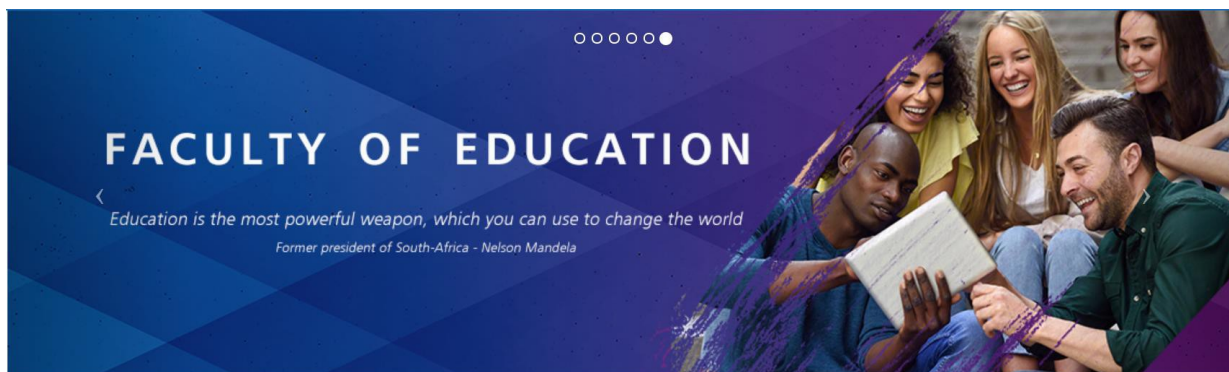 FACULTY OF EDUCATION
Education is the most powerful weapon, which you can use to change the world
Former president of South-Africa - Nelson Mandela